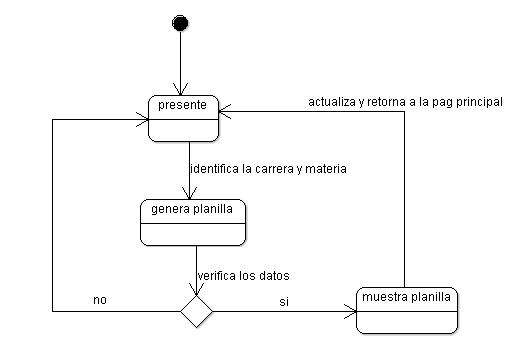 actualiza y retorna a la pag principal
presente
identifica la carrera y materia
genera planilla
verifica los datos
no
si
muestra planilla